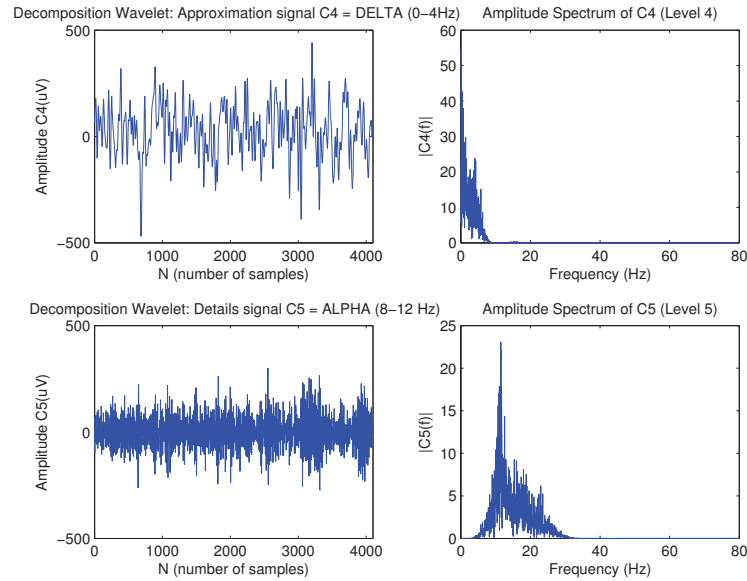 Decomposition Wavelet: Approximation signal C4 = DELTA (0−4Hz)
Amplitude C4(uV)
500
0
−500
0 1000 2000 3000 4000
N (number of samples)
Amplitude Spectrum of C4 (Level 4)
|C4(f)|
60
50
40
30
20
10
0
0 20 40 60 80
Frequency (Hz)
Decomposition Wavelet: Details signal C5 = ALPHA (8−12 Hz)
Amplitude C5(uV)
500
0
−500
0 1000 2000 3000 4000
N (number of samples)
Amplitude Spectrum of C5 (Level 5)
|C5(f)|
25
20
15
10
5
0
0 20 40 60 80
Frequency (Hz)